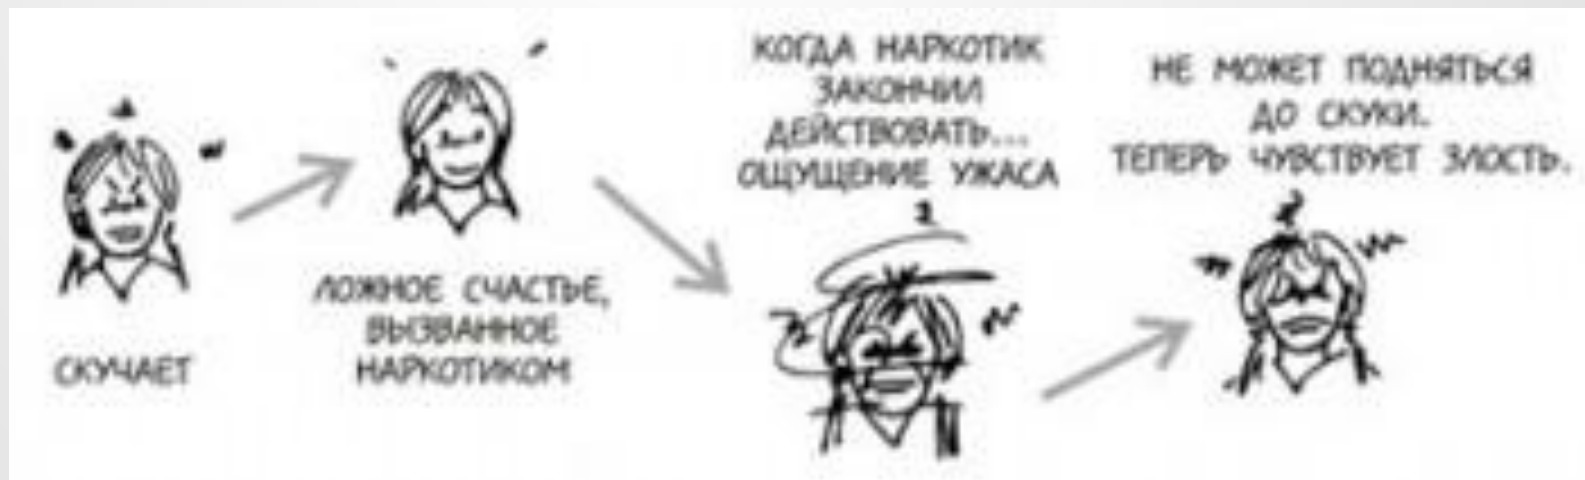 СКУЧАЕТ
ЛОЖНОЕ СЧАСТЬЕ,
ВЫЗВАННОЕ
НАРКОТИКОМ
КОГДА НАРКОТИК
ЗАКОНЧИЛ
ДЕЙСТВОВАТЬ...
ОЩУЩЕНИЕ УЖАСА
НЕ МОЖЕТ ПОДНЯТЬСЯ
ДО СКУКИ.
ТЕПЕРЬ ЧУВСТВУЕТ ЗЛОСТЬ.